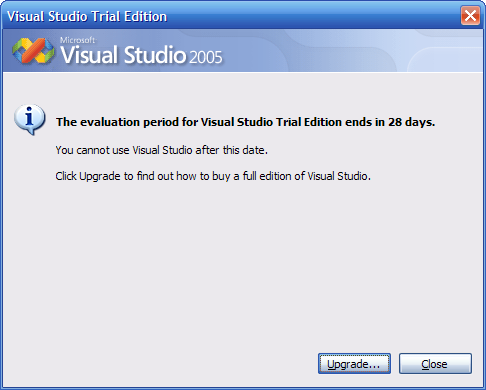 Visual Studio Trial Edition
Microsoft
Visual Studio 2005
The evaluation period for Visual Studio Trial Edition ends in 28 days.
You cannot use Visual Studio after this date.
Click Upgrade to find out how to buy a full edition of Visual Studio.
Upgrade... Close